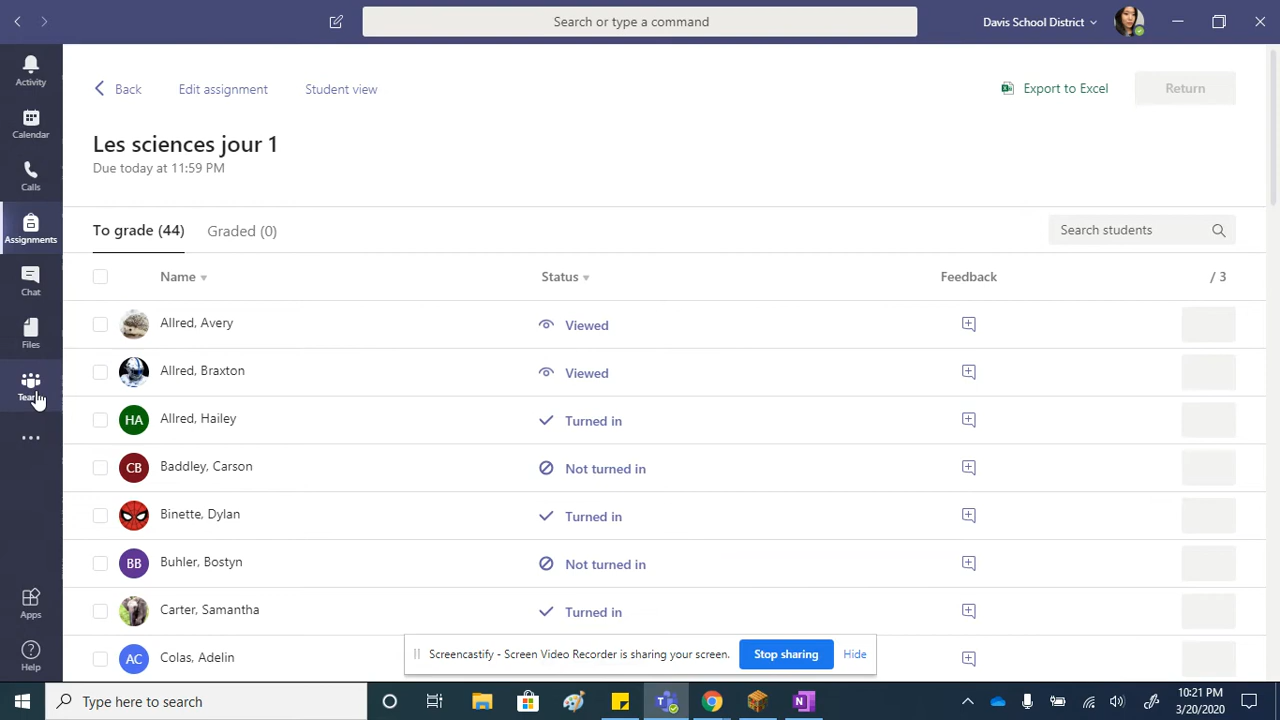 Search or type a command
Davis School District
Activity
Calendar
Calls
Assignments
Chat
Files
Teams
Apps
Help
Back
Edit assignment
Student view
Export to Excel
Return
Les sciences jour 1
Due today at 11:59 PM
To grade (44)
Graded (0)
Search students
Name
Status
Feedback
/ 3
Allred, Avery
Viewed
Allred, Braxton
Viewed
HA
Allred, Hailey
Turned in
CB
Baddley, Carson
Not turned in
Binette, Dylan
Turned in
BB
Buhler, Bostyn
Not turned in
Carter, Samantha
Turned in
AC
Colas, Adelin
Screencastify - Screen Video Recorder is sharing your screen.
Stop sharing
Hide
Type here to search
10:21 PM
3/20/2020